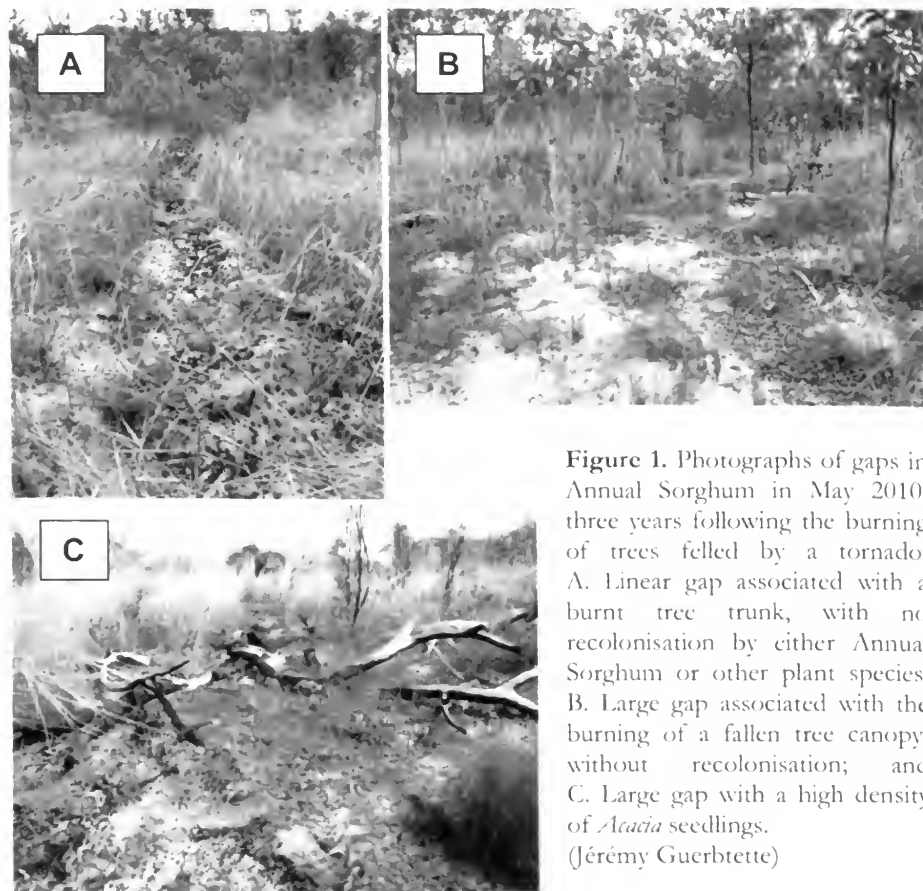 A
B
C
Figure 1. Photographs of gaps in
Annual Sorghum in May 2010
three years following the burning
of trees felled by a tornado
A. Linear gap associated with a
burnt tree trunk, with no
recolonisation by either Annua
Sorghum or other plant species
B. Large gap associated with the
burning of a fallen tree canopy
without recolonisation; and
C. Large gap with a high density
of Acacia seedlings.
(Jérémy Guerbtette)